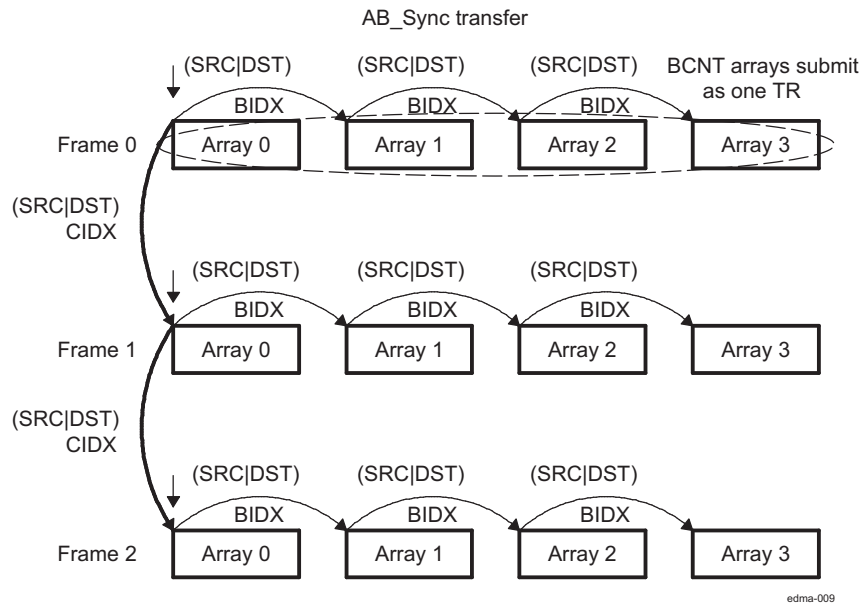 AB_Sync transfer
(SRC|DST) (SRC|DST) (SRC|DST) BCNT arrays submit
as one TR
BIDX BIDX BIDX
Frame 0 Array 0 Array 1 Array 2 Array 3
(SRC|DST)
CIDX
(SRC|DST) (SRC|DST) (SRC|DST)
BIDX BIDX BIDX
Frame 1 Array 0 Array 1 Array 2 Array 3
(SRC|DST)
CIDX
(SRC|DST) (SRC|DST) (SRC|DST)
BIDX BIDX BIDX
Frame 2 Array 0 Array 1 Array 2 Array 3
edma-009